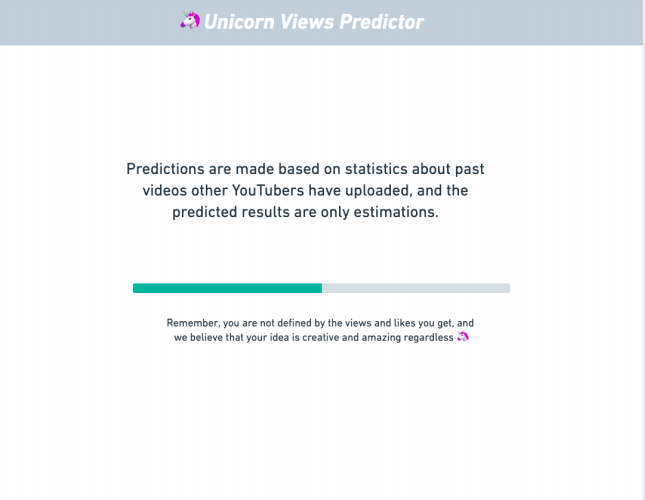 Unicorn Views Predictor
Predictions are made based on statistics about past
videos other YouTubers have uploaded, and the
predicted results are only estimations.
Remember, you are not defined by the views and likes you get, and
we believe that your idea is creative and amazing regardless 🦄